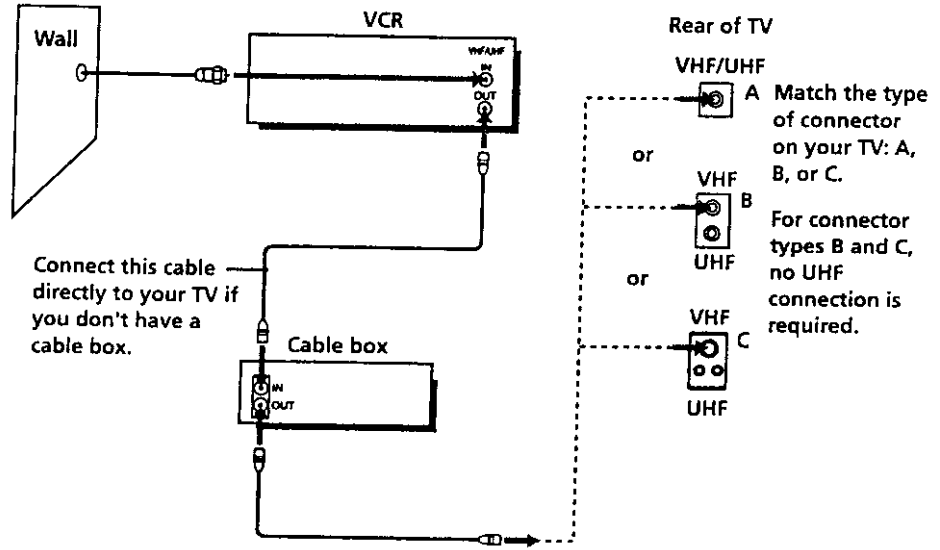 VCR
Wall
VHF/UHF
IN
OUT
Rear of TV
VHF/UHF
A
Match the type
of connector
on your TV: A,
B, or C.
or
VHF
B
UHF
For connector
types B and C,
no UHF
connection is
required.
or
VHF
C
UHF
Connect this cable
directly to your TV if
you don't have a
cable box.
Cable box
IN
OUT